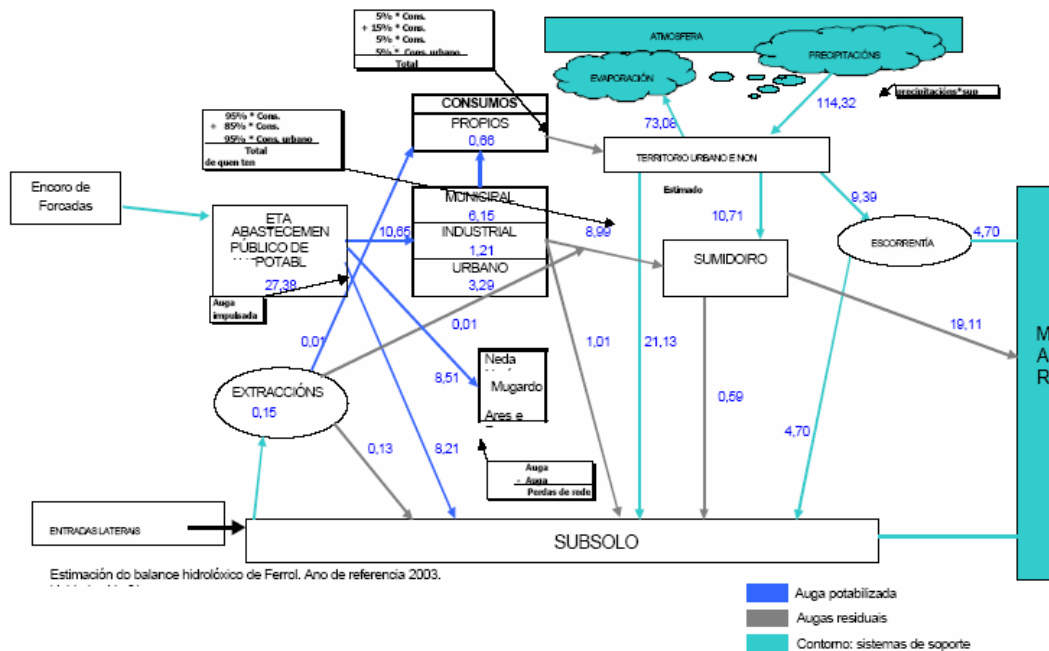 5% * Cons.
+ 15% * Cons.
5% * Cons.
5% * Cons. urbano
Total
ATMOSFERA
EVAPORACIÓN
PRECIPITACIÓNS
precipitacións*sup
73,08
114,32
95% * Cons.
+ 85% * Cons.
95% * Cons. urbano
Total
de quen ten
CONSUMOS
PROPIOS
0,66
TERRITORIO URBANO E NON
Encoro de
Forcadas
ETA
ABASTECEMEN
PÚBLICO DE
27,38
10,65
MUNISIRAL
6,15
INDUSTRIAL
1,21
URBANO
3,29
8,99
Estimado
10,71
9,39
SUMIDOIRO
ESCORRENTÍA
4,70
Auga
impulsada
0,01
0,01
1,01
21,13
19,11
M
A
R
EXTRACCIÓNS
0,15
8,51
Neda
Mugardo
Ares e
0,59
0,13
8,21
4,70
Auga
- Auga
Perdas de rede
ENTRADAS LATERAIS
SUBSOLO
Estimación do balance hidrolóxico de Ferrol. Ano de referencia 2003.
Auga potabilizada
Augas residuais
Contorno: sistemas de soporte